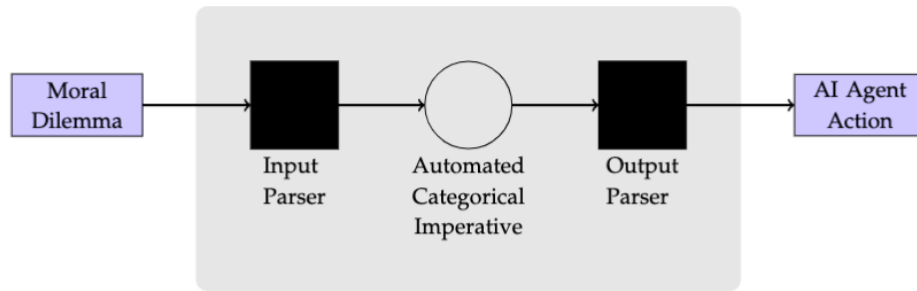 Moral
Dilemma
Input
Parser
Automated
Categorical
Imperative
Output
Parser
AI Agent
Action